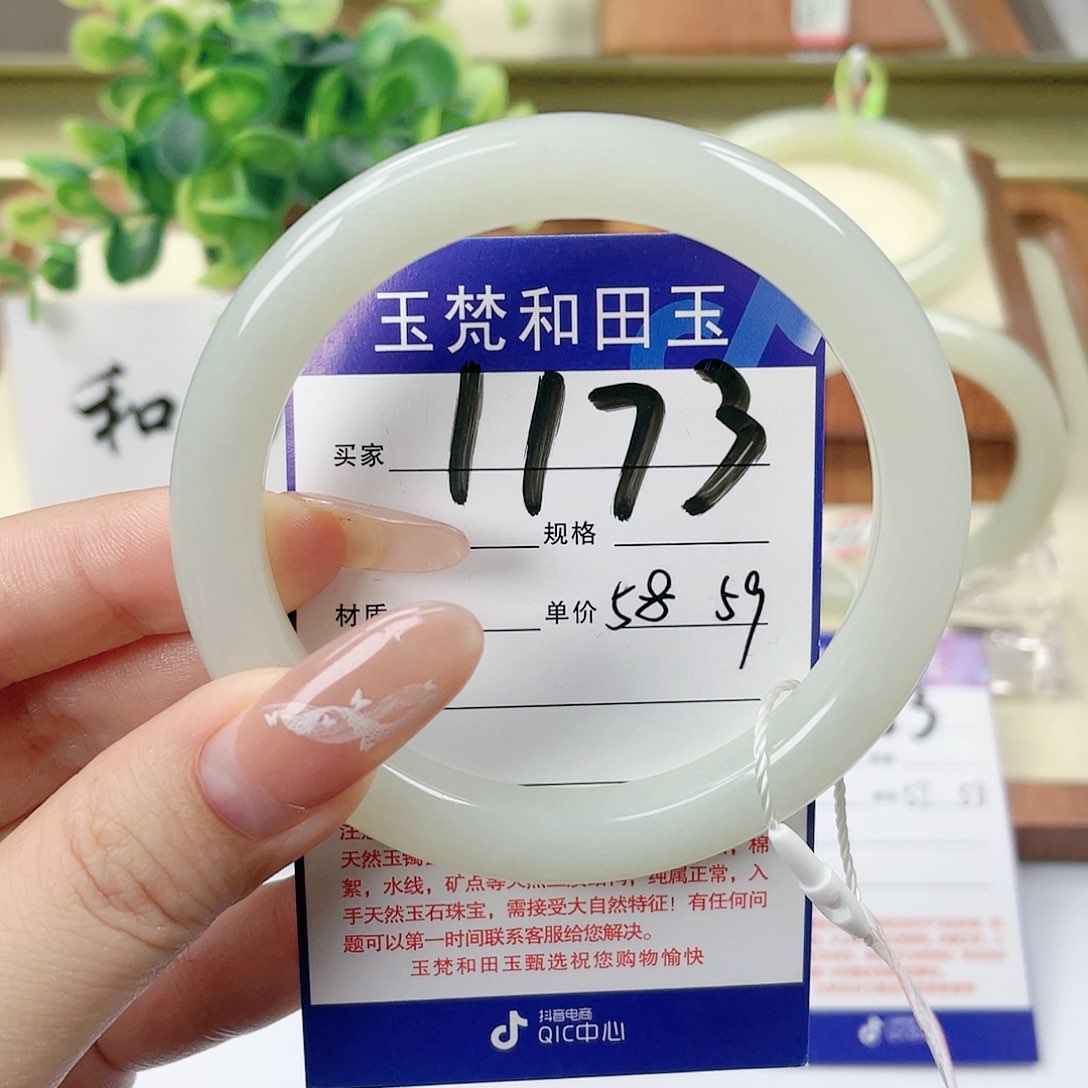 玉梵和田玉
和
1173
买家
规格
材质 单价 58 59
天然玉镯 棉
絮，水线，矿点等天然 纯属正常，入
手天然玉石珠宝，需接受大自然特征！有任何问
题可以第一时间联系客服给您解决。
玉梵和田玉甄选祝您购物愉快
抖音电商
QIC中心